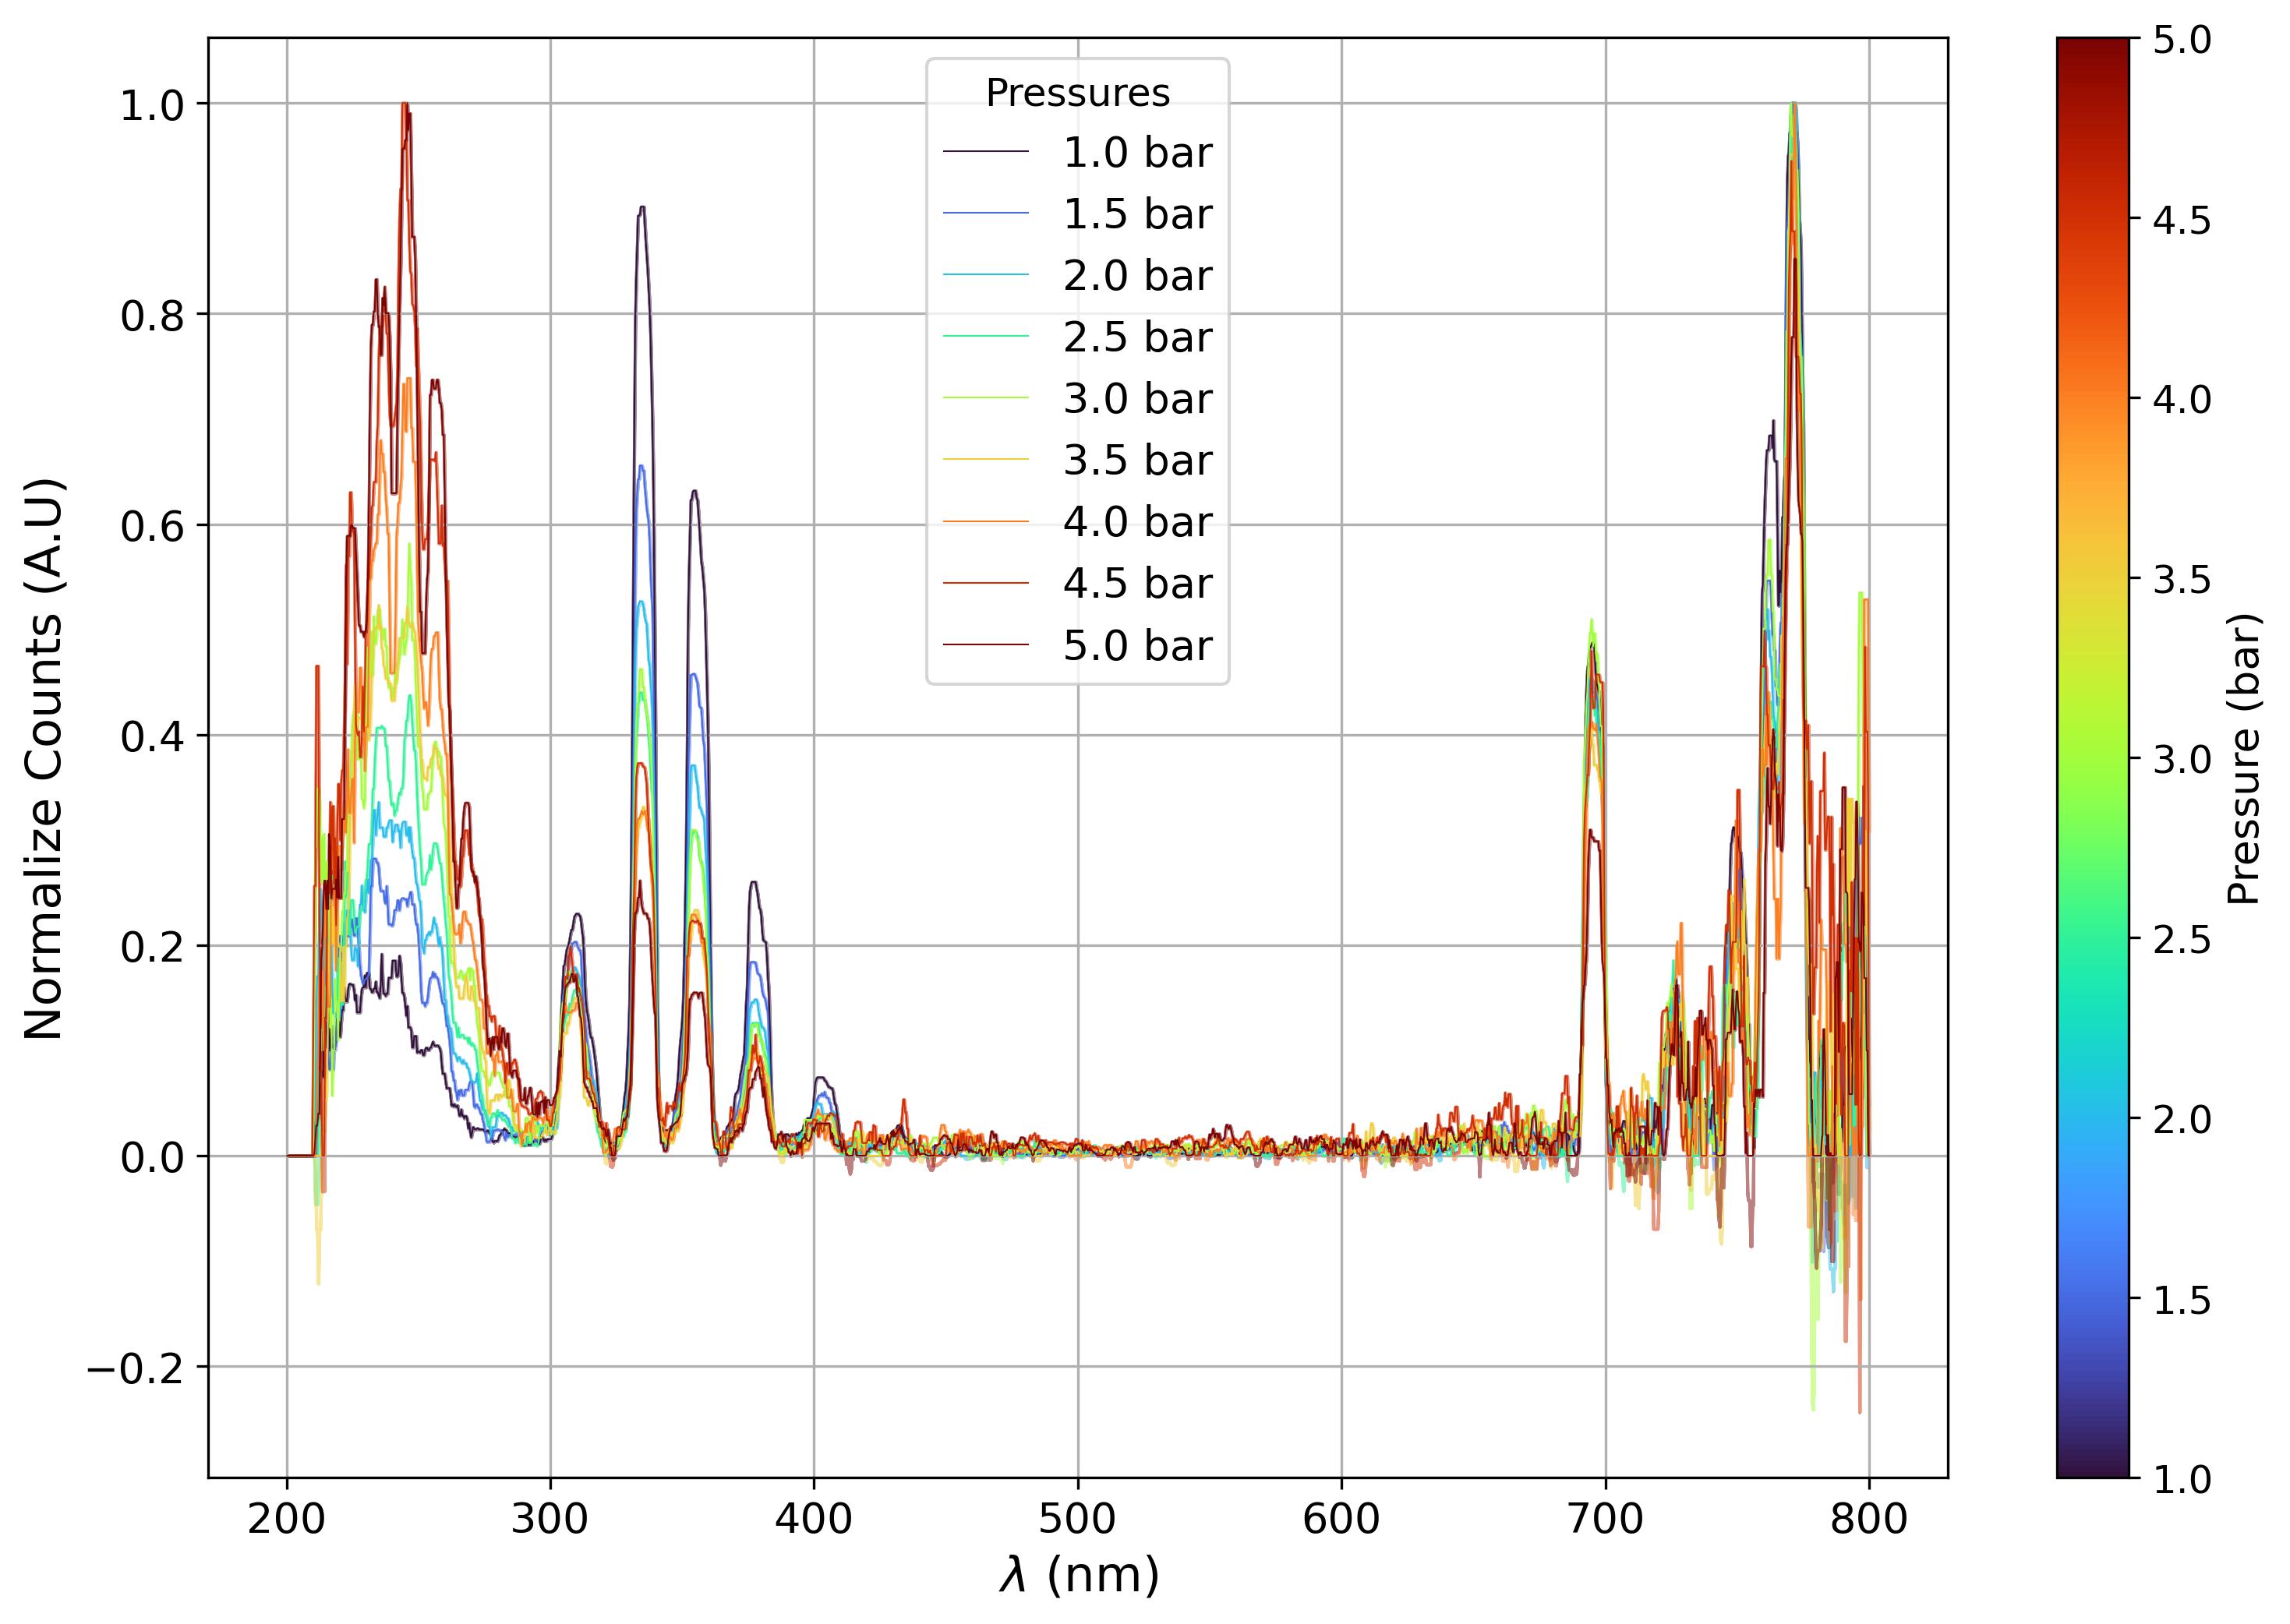 Normalize Counts (A.U)
1.0
0.8
0.6
0.4
0.2
0.0
−0.2
200 300 400 500 600 700 800
λ (nm)
Pressures
1.0 bar
1.5 bar
2.0 bar
2.5 bar
3.0 bar
3.5 bar
4.0 bar
4.5 bar
5.0 bar
5.0
4.5
4.0
3.5
3.0
2.5
2.0
1.5
1.0
Pressure (bar)